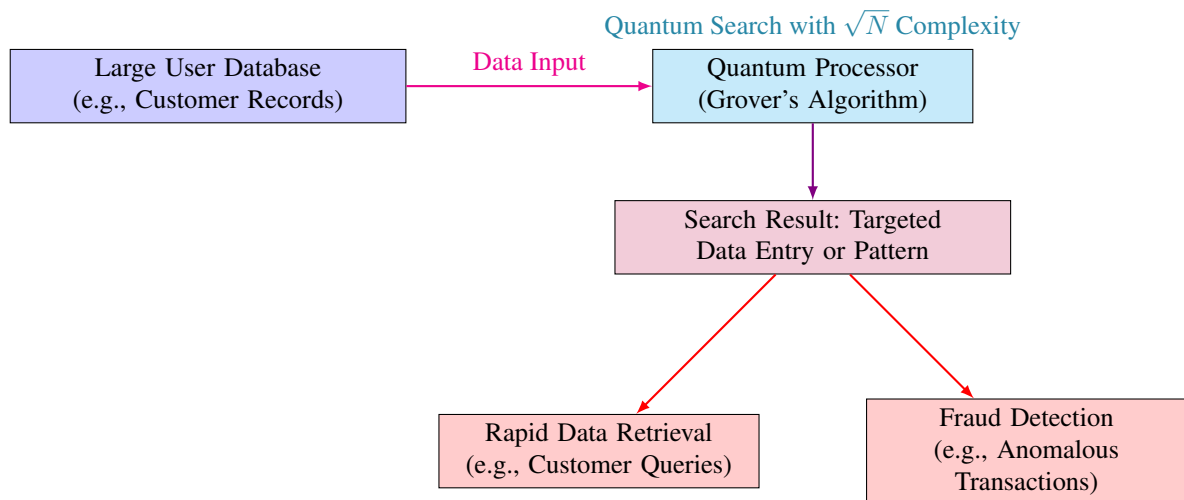 Quantum Search with √N Complexity
Large User Database
(e.g., Customer Records)
Data Input
Quantum Processor
(Grover's Algorithm)
Search Result: Targeted
Data Entry or Pattern
Rapid Data Retrieval
(e.g., Customer Queries)
Fraud Detection
(e.g., Anomalous
Transactions)